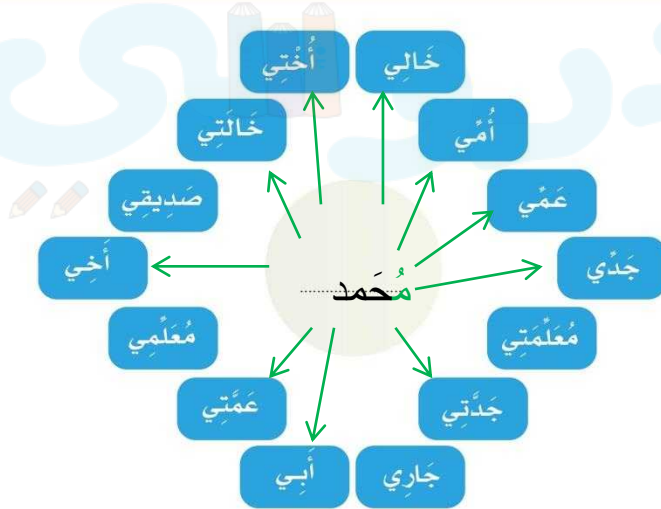 خَالِي
أُخْتِي
أُمِّي
خَالَتِي
عَمِّي
صَدِيقِي
جَدِّي
أَخِي
مُحَمد
مُعَلِّمَتِي
مُعَلِّمِي
جَدَّتِي
عَمَّتِي
جَارِي
أَبِي